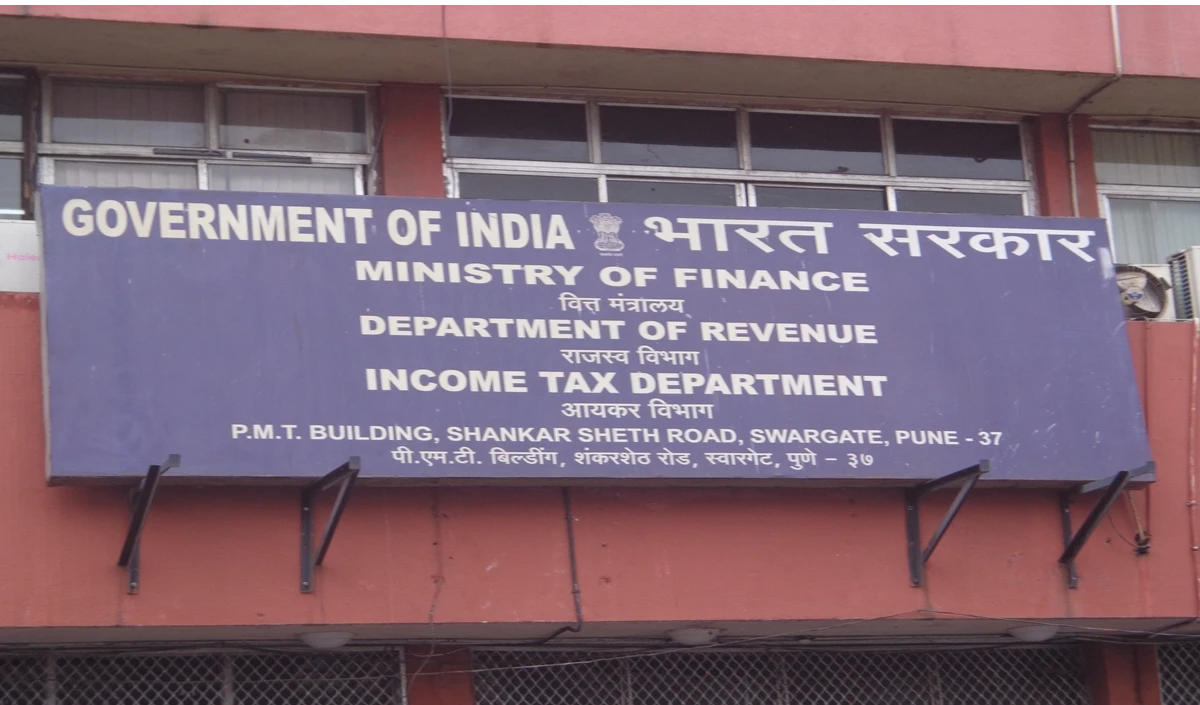 GOVERNMENT OF INDIA भारत सरकार
MINISTRY OF FINANCE
वित्त मंत्रालय
DEPARTMENT OF REVENUE
राजस्व विभाग
INCOME TAX DEPARTMENT
आयकर विभाग
P.M.T. BUILDING, SHANKAR SHETH ROAD, SWARGATE, PUNE - 37
पी.एम.टी. बिल्डींग, शंकरशेठ रोड, स्वारगेट, पुणे – ३७